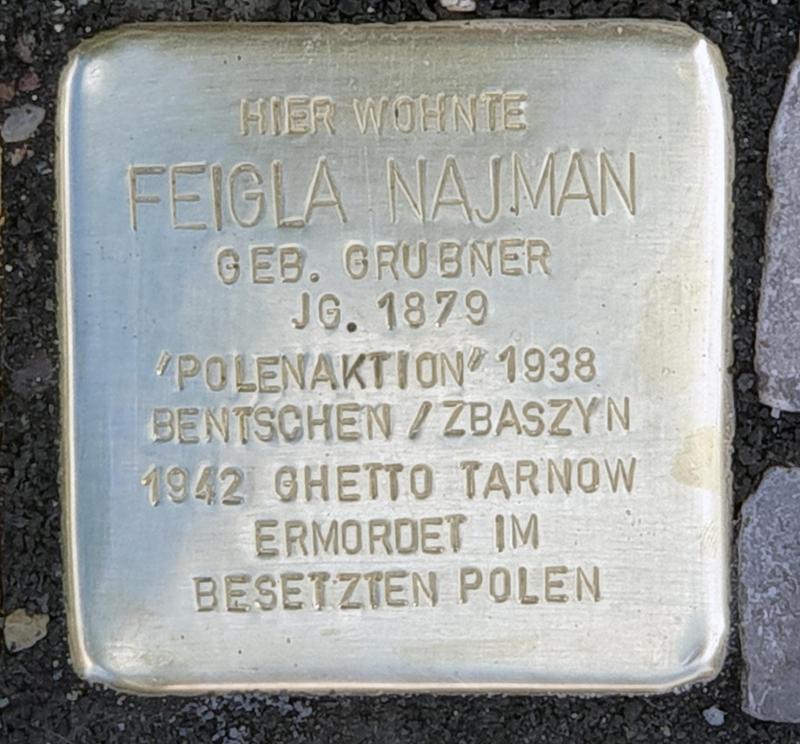 HIER WOHNTE
FEIGLA NAJMAN
GEB. GRUBNER
JG. 1879
"POLENAKTION" 1938
BENTSCHEN / ZBASZYN
1942 GHETTO TARNOW
ERMORDET IM
BESETZTEN POLEN